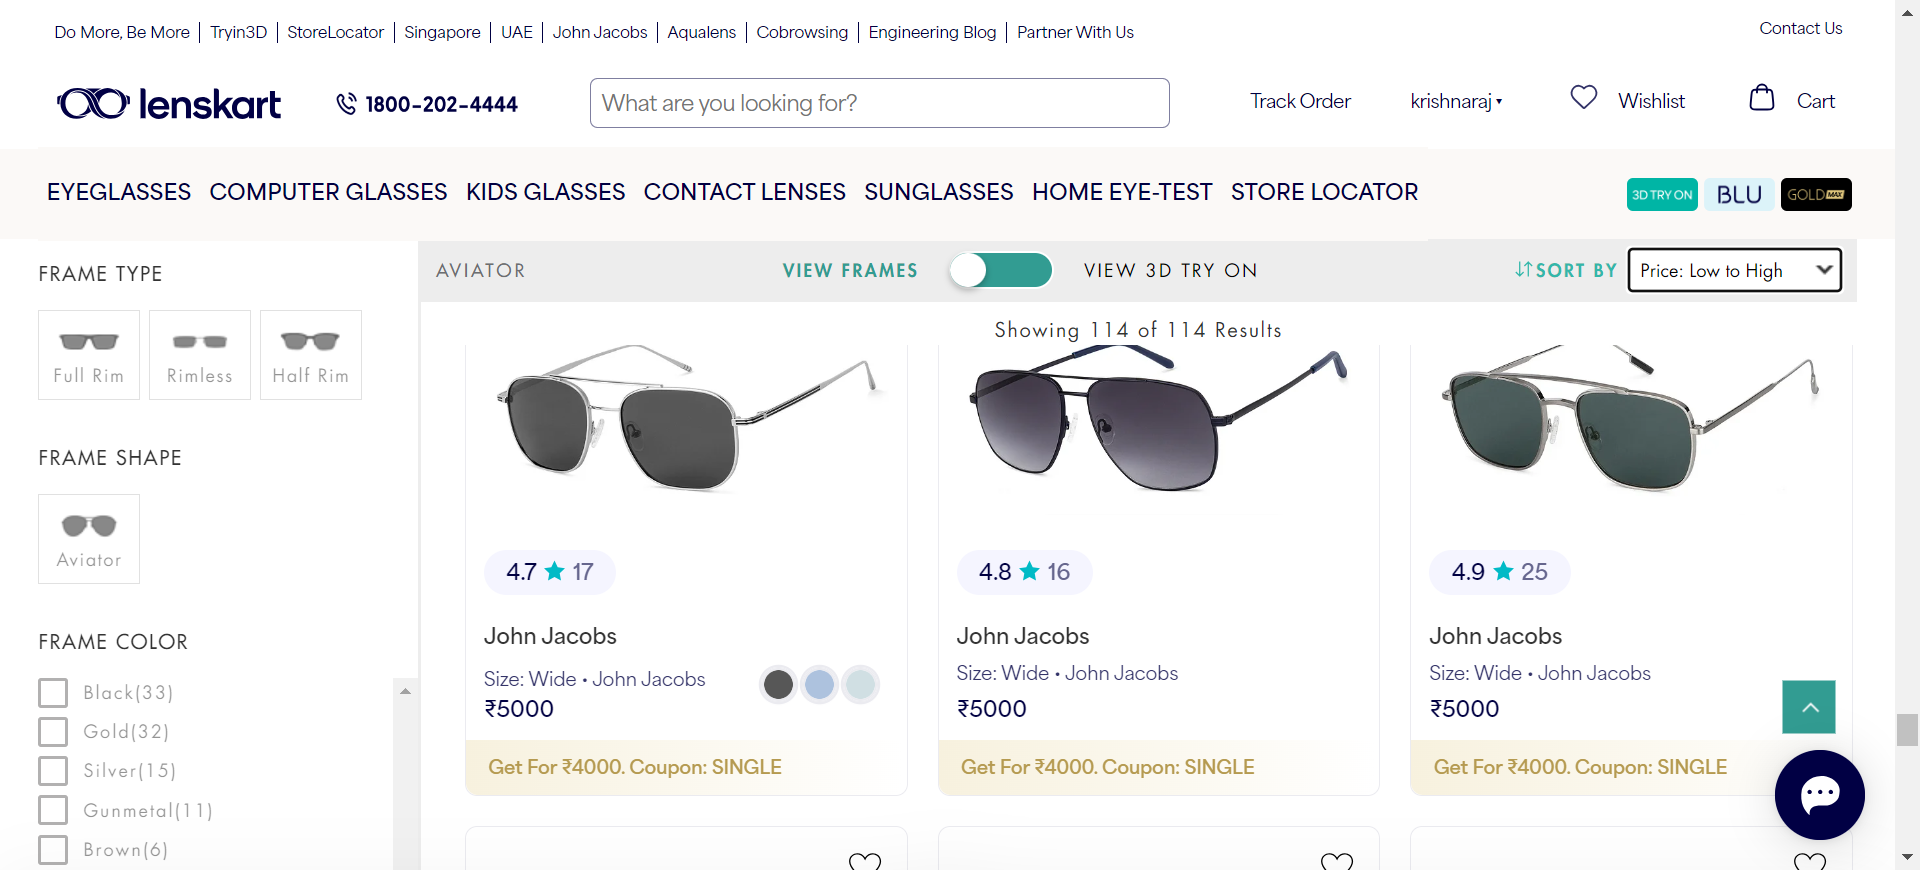 Do More, Be More | Tryin3D | StoreLocator | Singapore | UAE | John Jacobs | Aqualens | Cobrowsing | Engineering Blog | Partner With Us
Contact Us
lenskart
1800-202-4444
What are you looking for?
Track Order
krishnaraj
Wishlist
Cart
EYEGLASSES COMPUTER GLASSES KIDS GLASSES CONTACT LENSES SUNGLASSES HOME EYE-TEST STORE LOCATOR
3D TRY ON
BLU
GOLD MAX
FRAME TYPE
Full Rim
Rimless
Half Rim
FRAME SHAPE
Aviator
FRAME COLOR
Black(33)
Gold(32)
Silver(15)
Gunmetal(11)
Brown(6)
AVIATOR
VIEW FRAMES
VIEW 3D TRY ON
SORT BY
Price: Low to High
Showing 114 of 114 Results
4.7 ★ 17
John Jacobs
Size: Wide • John Jacobs
₹5000
Get For ₹4000. Coupon: SINGLE
4.8 ★ 16
John Jacobs
Size: Wide • John Jacobs
₹5000
Get For ₹4000. Coupon: SINGLE
4.9 ★ 25
John Jacobs
Size: Wide • John Jacobs
₹5000
Get For ₹4000. Coupon: SINGLE